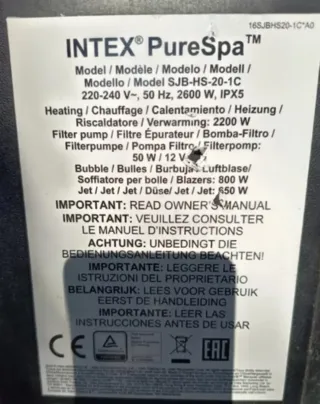 16SJBHS20-1C*A0
INTEX® PureSpa™
Model / Modèle / Modelo / Modell /
Modello / Model SJB-HS-20-1C
220-240 V~, 50 Hz, 2600 W, IPX5
Heating / Chauffage / Calentamiento / Heizung /
Riscaldatore / Verwarming: 2200 W
Filter pump / Filtre Épurateur / Bomba-Filtro /
Filterpumpe / Pompa Filtro / Filterpomp:
50 W / 12 V
Bubble / Bulles / Burbuja / Luftblase/
Soffiatore per bolle / Blazers: 800 W
Jet / Jet / Jet / Düse/ Jet / Jet: 650 W
IMPORTANT: READ OWNER'S MANUAL
IMPORTANT: VEUILLEZ CONSULTER
LE MANUEL D'INSTRUCTIONS
ACHTUNG: UNBEDINGT DIE
BEDIENUNGSANLEITUNG BEACHTEN!
IMPORTANTE: LEGGERE LE
ISTRUZIONI DEL PROPRIETARIO
BELANGRIJK: LEES VOOR GEBRUIK
EERST DE HANDLEIDING
IMPORTANTE: LEER LAS
INSTRUCCIONES ANTES DE USAR
CE
EAC